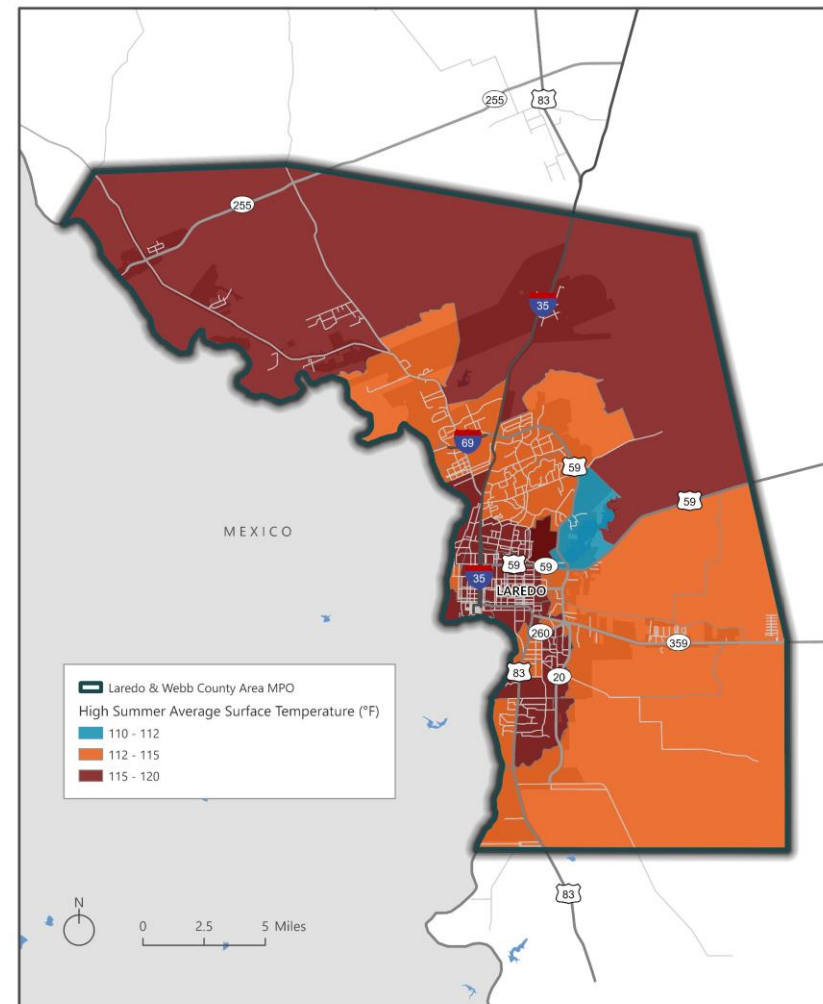 83
255
255
35
69
59
59
MEXICO
59
59
35
LAREDO
260
359
83
20
Laredo & Webb County Area MPO
High Summer Average Surface Temperature (°F)
110 - 112
112 - 115
115 - 120
83
N
0 2.5 5 Miles